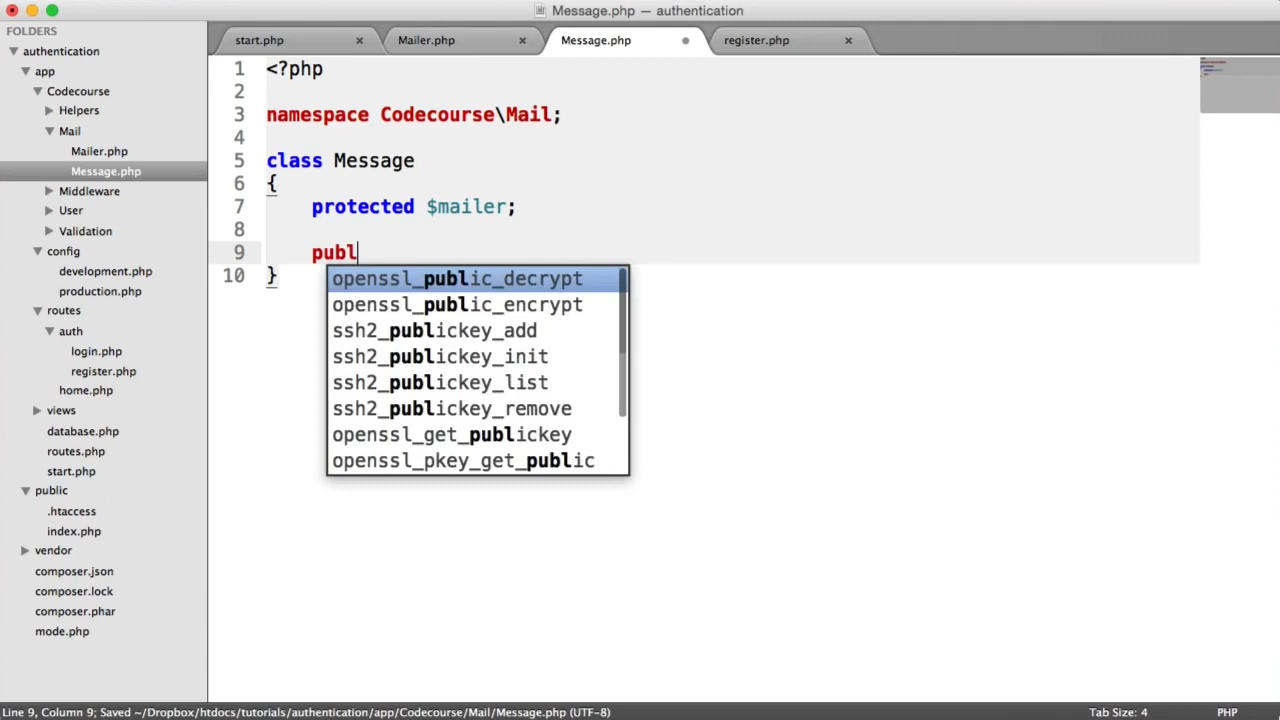 Message.php — authentication
FOLDERS
authentication
app
Codecourse
Helpers
Mail
Mailer.php
Message.php
Middleware
User
Validation
config
development.php
production.php
routes
auth
login.php
register.php
home.php
views
database.php
routes.php
start.php
public
.htaccess
index.php
vendor
composer.json
composer.lock
composer.phar
mode.php
start.php × Mailer.php × Message.php register.php ×
1 <?php
2
3 namespace Codecourse\Mail;
4
5 class Message
6 {
7 protected $mailer;
8
9 publ
10 }
openssl_public_decrypt
openssl_public_encrypt
ssh2_publickey_add
ssh2_publickey_init
ssh2_publickey_list
ssh2_publickey_remove
openssl_get_publickey
openssl_pkey_get_public
Line 9, Column 9; Saved ~/Dropbox/htdocs/tutorials/authentication/app/Codecourse/Mail/Message.php (UTF-8) Tab Size: 4 PHP